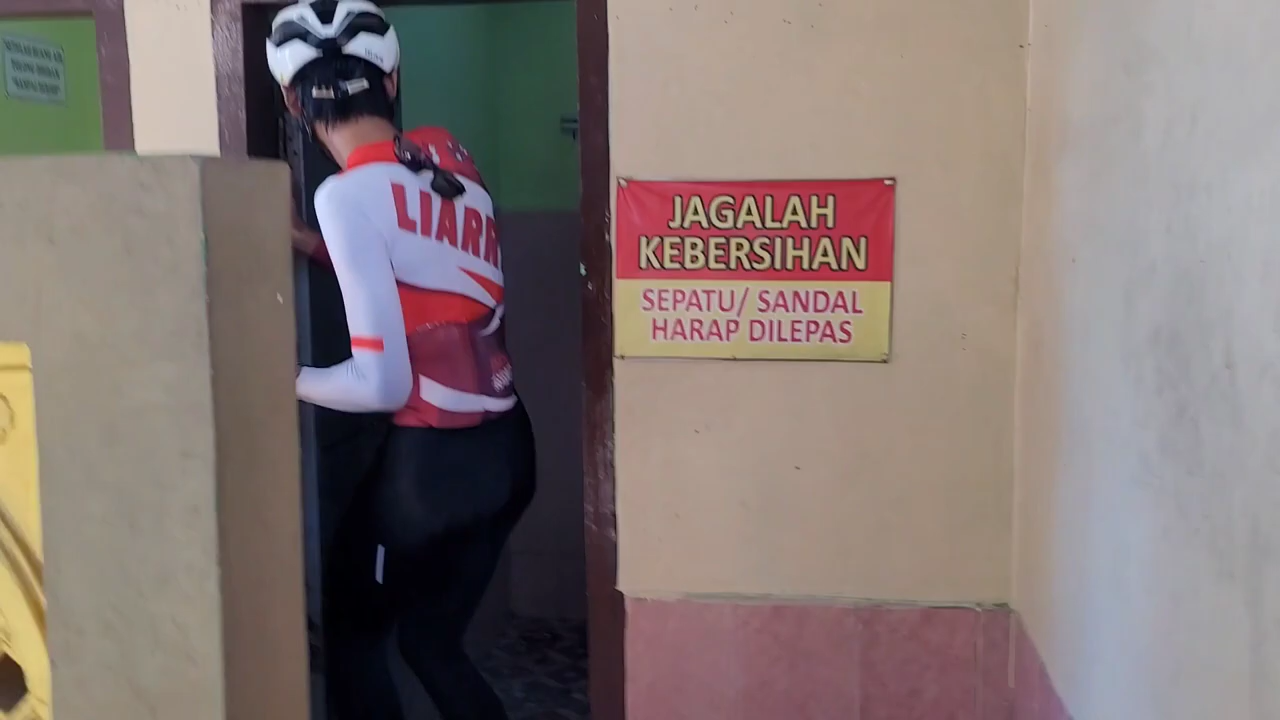 LIARR
JAGALAH
KEBERSIHAN
SEPATU/ SANDAL
HARAP DILEPAS